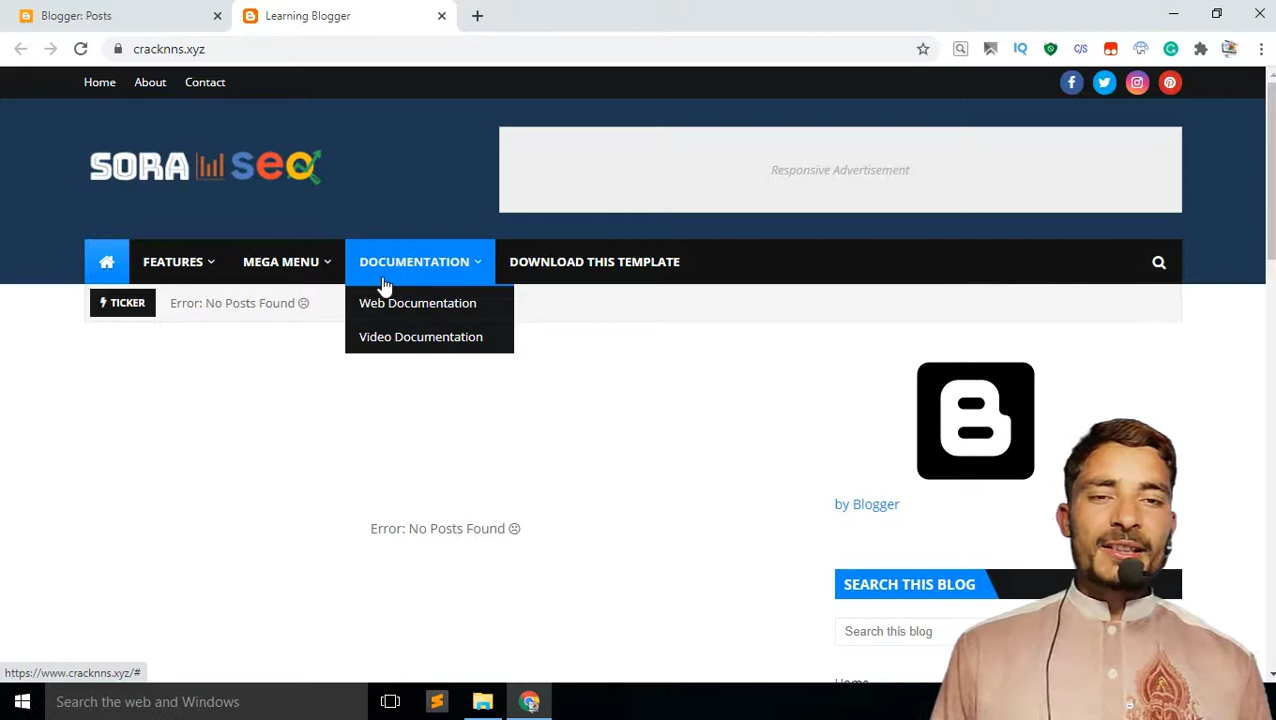 Blogger: Posts
Learning Blogger
cracknns.xyz
IQ
C/S
Home About Contact
SORA SEO
Responsive Advertisement
FEATURES MEGA MENU DOCUMENTATION DOWNLOAD THIS TEMPLATE
TICKER Error: No Posts Found ☹
Web Documentation
Video Documentation
by Blogger
Error: No Posts Found ☹
SEARCH THIS BLOG
Search this blog
https://www.cracknns.xyz/#
Search the web and Windows